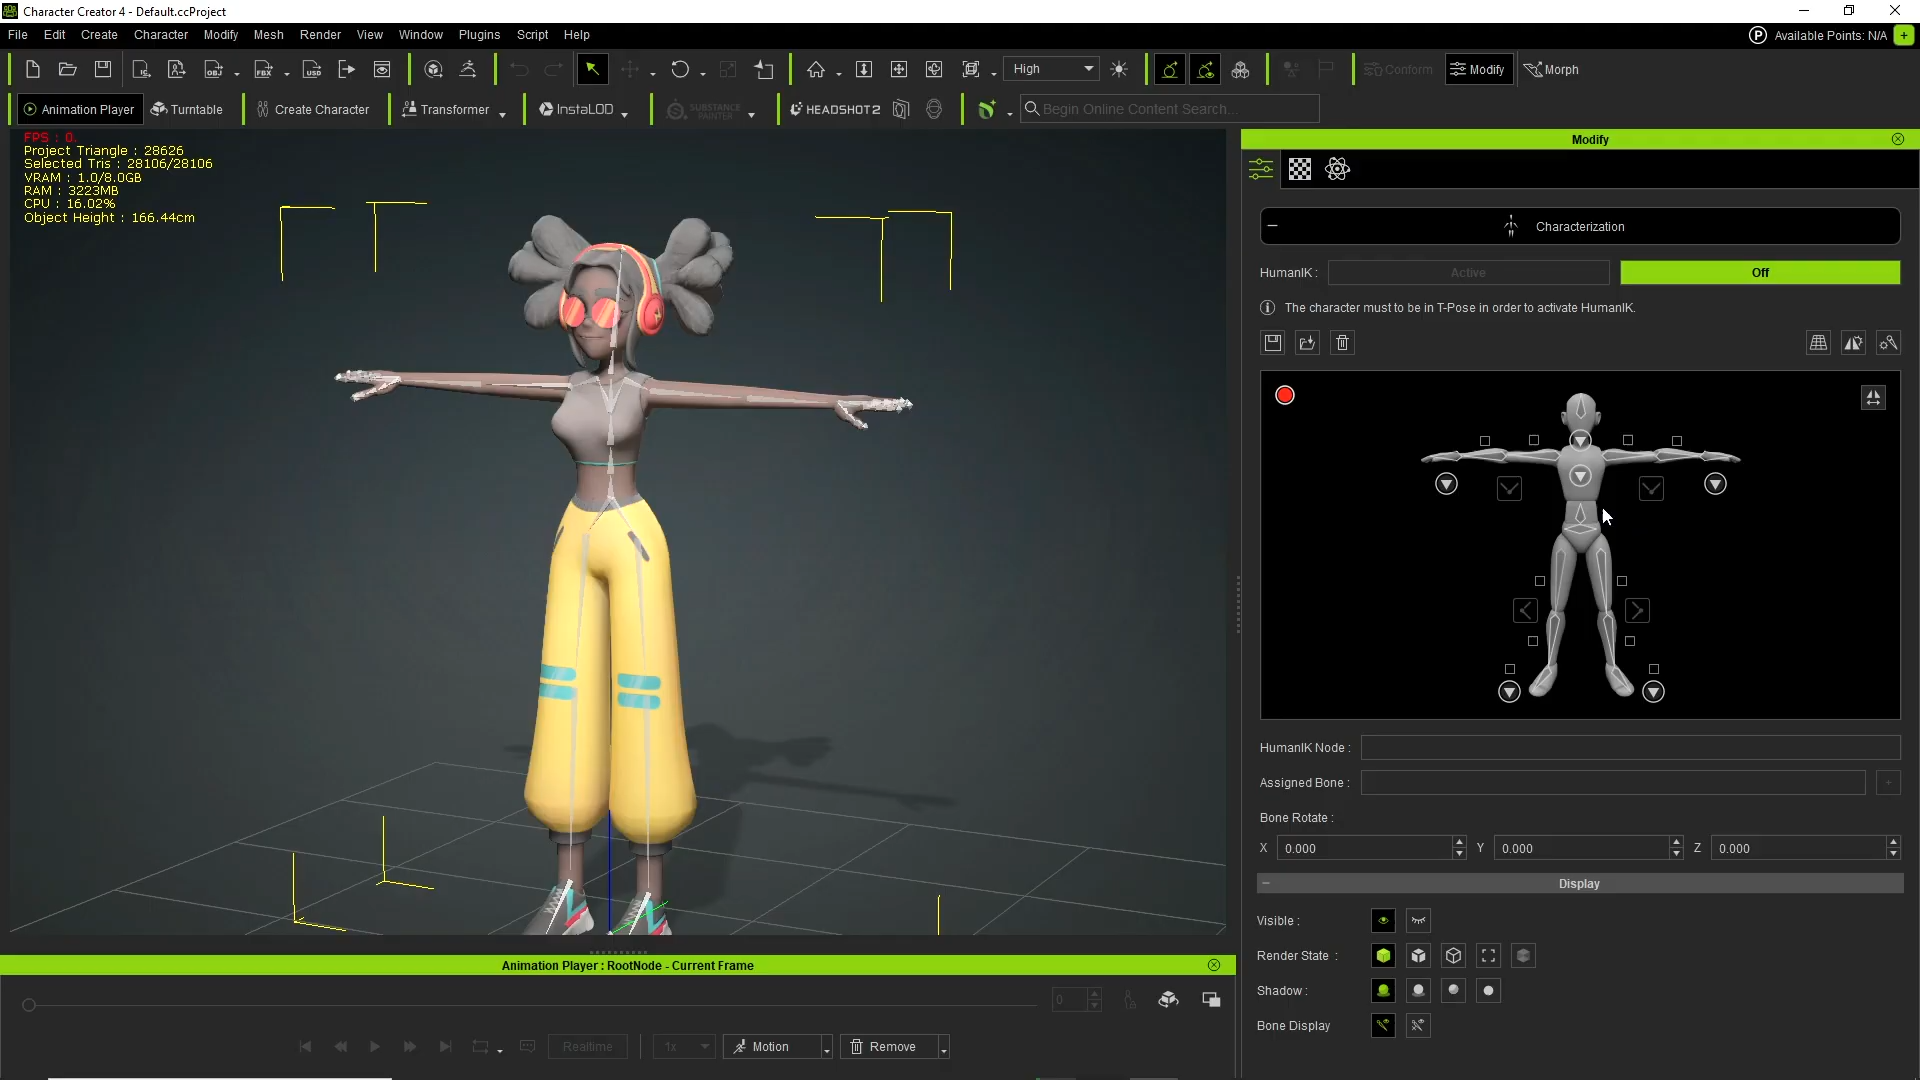 Character Creator 4 - Default.ccProject
File Edit Create Character Modify Mesh Render View Window Plugins Script Help
Available Points: N/A
High
Conform
Modify
Morph
Animation Player
Turntable
Create Character
Transformer
InstaLOD
SUBSTANCE PAINTER
HEADSHOT 2
Begin Online Content Search...
FPS : 0.
Project Triangle : 28626
Selected Tris : 28106/28106
VRAM : 1.0/8.0GB
RAM : 3223MB
CPU : 16.02%
Object Height : 166.44cm
Modify
Characterization
HumanIK :
Active
Off
The character must to be in T-Pose in order to activate HumanIK.
HumanIK Node :
Assigned Bone :
Bone Rotate :
X 0.000 Y 0.000 Z 0.000
Display
Visible :
Render State :
Shadow :
Bone Display
Animation Player : RootNode - Current Frame
0
Realtime
1x
Motion
Remove